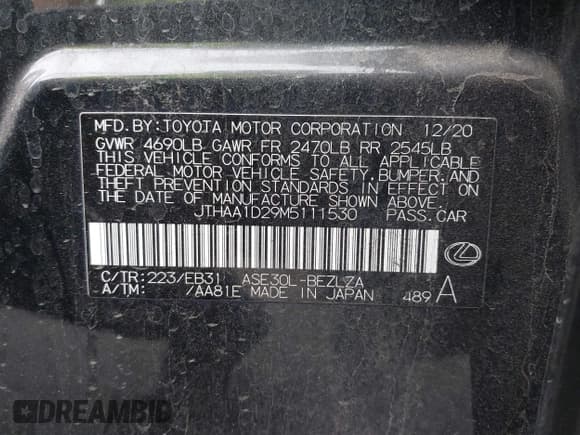 MFD. BY: TOYOTA MOTOR CORPORATION 12/20
GVWR 4690LB GAWR FR 2470LB RR 2545LB
THIS VEHICLE CONFORMS TO ALL APPLICABLE
FEDERAL MOTOR VEHICLE SAFETY, BUMPER, AND
THEFT PREVENTION STANDARDS IN EFFECT ON
THE DATE OF MANUFACTURE SHOWN ABOVE.
JTHAA1D29M5111530 PASS. CAR
C/TR: 223/EB31 ASE30L-BEZLZA
A/TM: /AA81E MADE IN JAPAN 489 A
DREAMBID